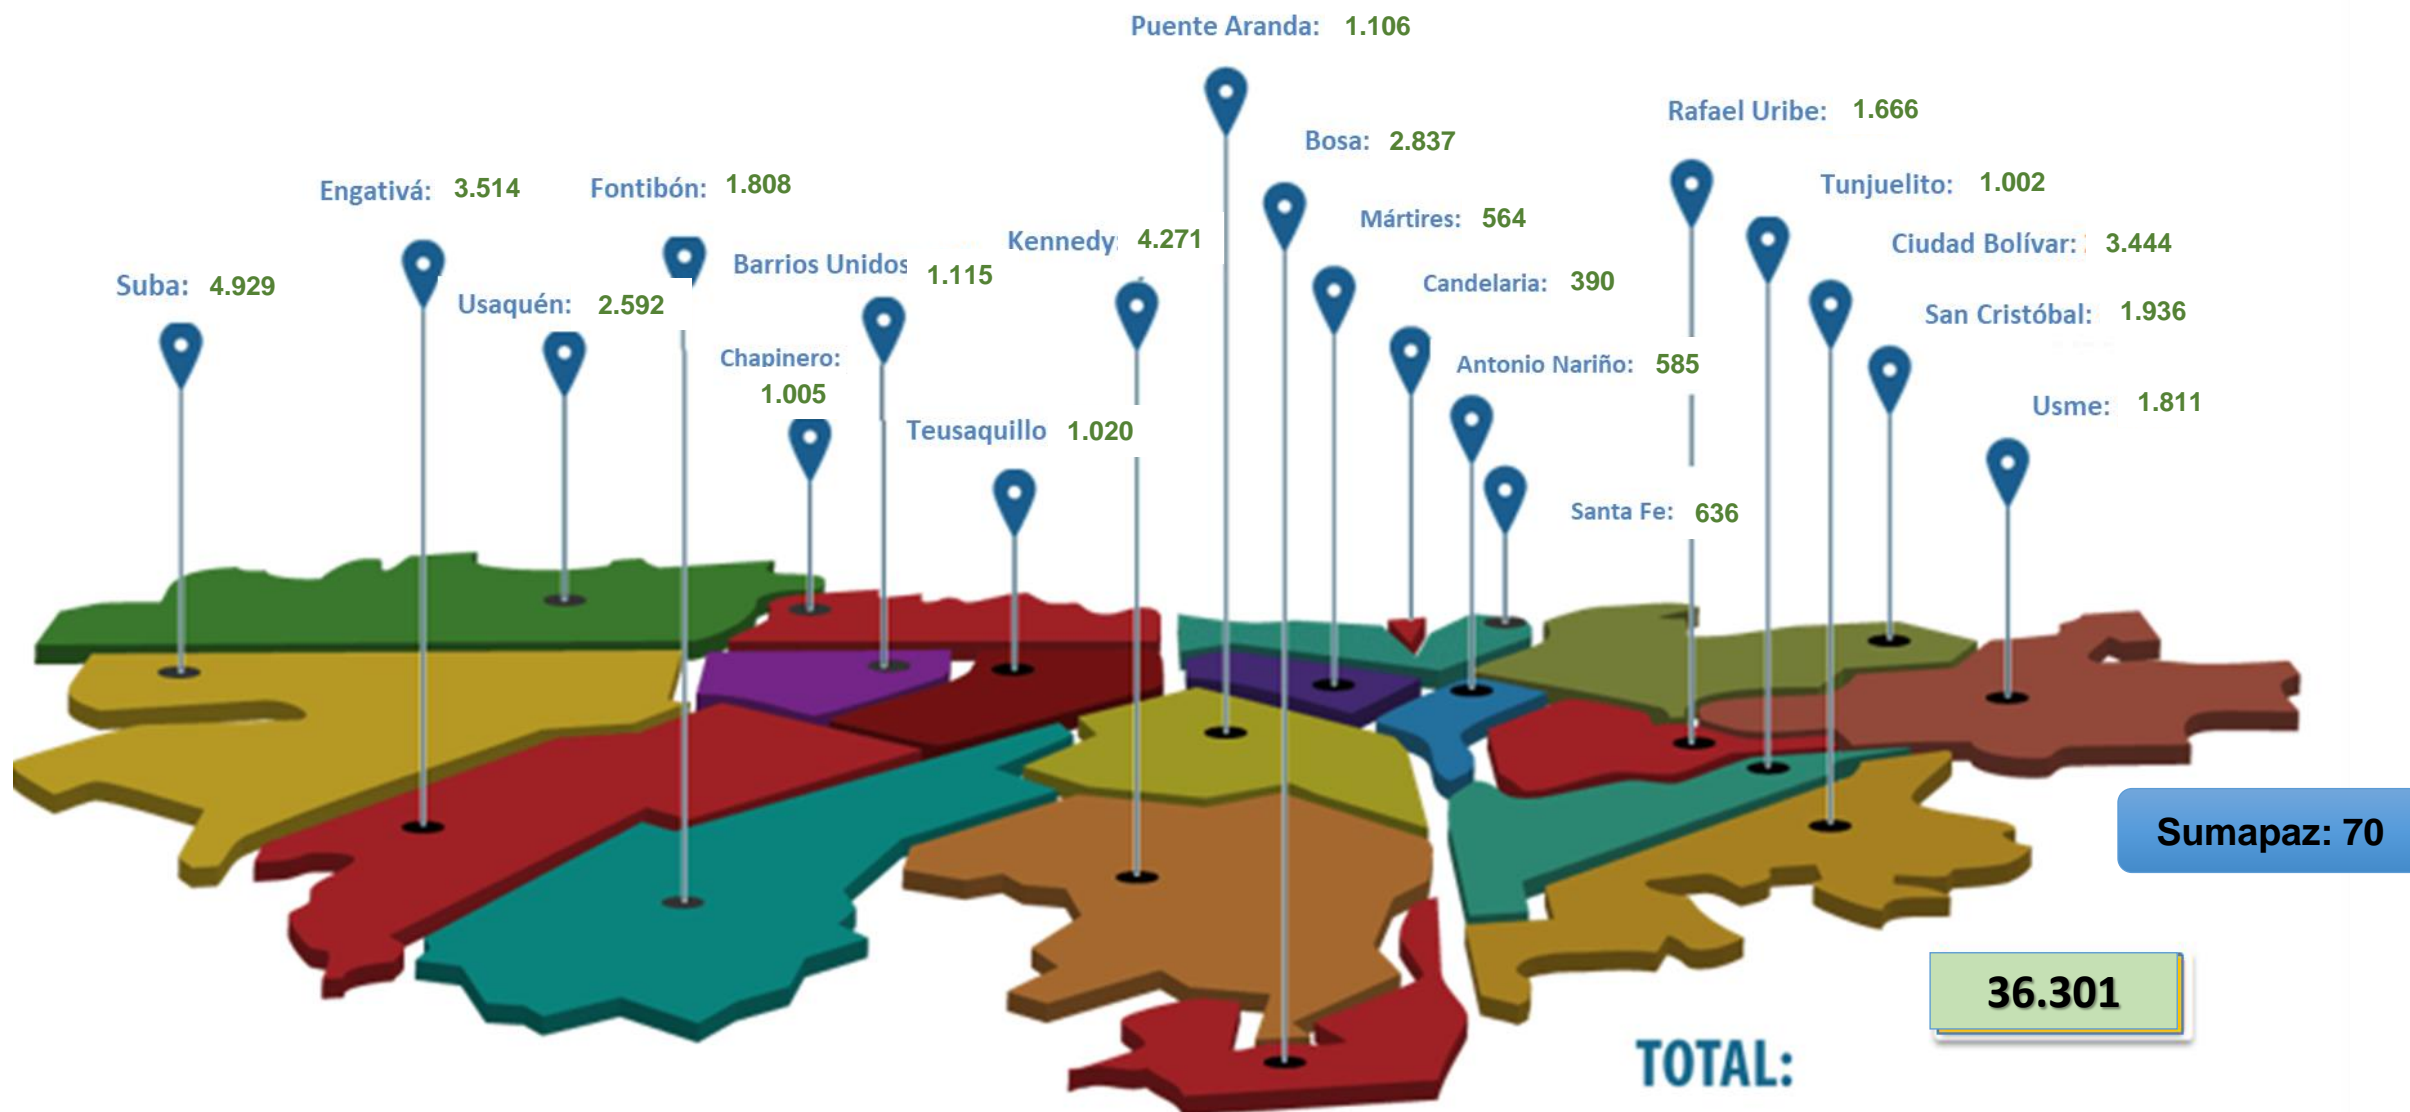 Puente Aranda: 1.106
Rafael Uribe: 1.666
Bosa: 2.837
Engativá: 3.514
Fontibón: 1.808
Tunjuelito: 1.002
Mártires: 564
Kennedy: 4.271
Ciudad Bolívar: 3.444
Barrios Unidos 1.115
Suba: 4.929
Candelaria: 390
Usaquén: 2.592
San Cristóbal: 1.936
Chapinero:
1.005
Antonio Nariño: 585
Usme: 1.811
Teusaquillo 1.020
Santa Fe: 636
Sumapaz: 70
36.301
TOTAL: